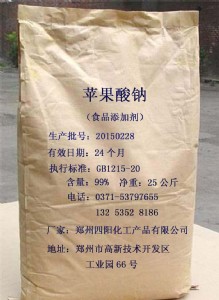 苹果酸钠
（食品添加剂）
生产批号：20150228
有效日期：24个月
执行标准：GB1215-20
含量：99% 净重：25公斤
电话：0371-53797655
132 5352 8186
厂家：郑州四阳化工产品有限公司
地址：郑州市高新技术开发区
工业园66号